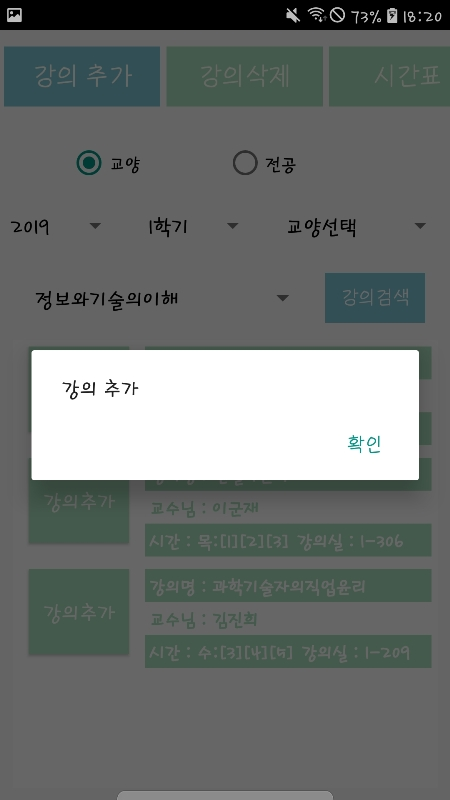 73% 18:20
강의 추가 강의삭제 시간표
교양 전공
2019 1학기 교양선택
정보와기술의이해 강의검색
강의 추가
확인
강의추가
교수님 : 이군재
시간 : 목:[1][2][3] 강의실 : 1-306
강의추가
강의명 : 과학기술자의직업윤리
교수님 : 김진희
시간 : 수:[3][4][5] 강의실 : 1-209